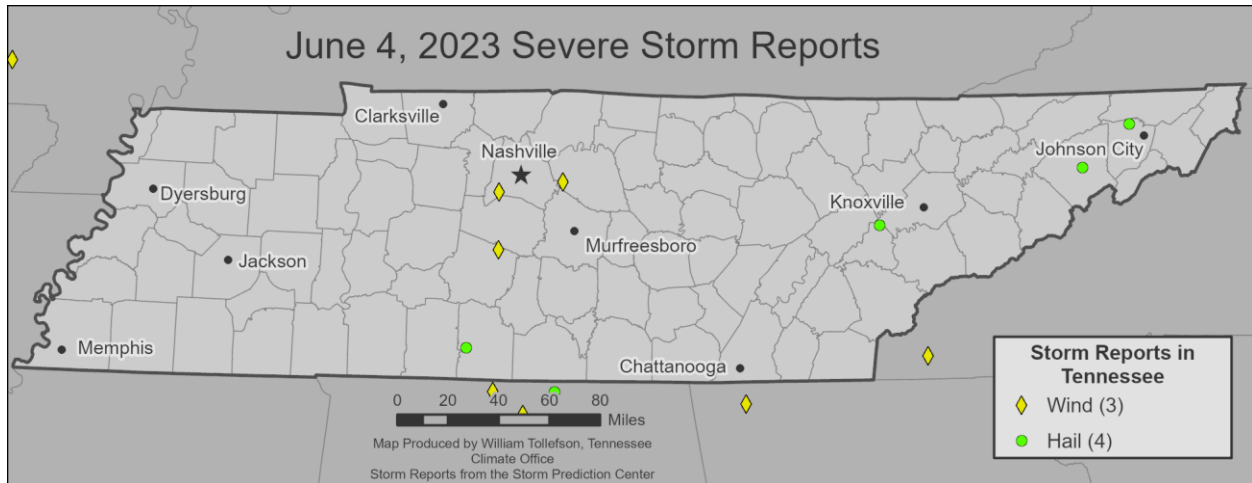 June 4, 2023 Severe Storm Reports
Clarksville
Nashville
Johnson City
Dyersburg
Knoxville
Murfreesboro
Jackson
Memphis
Chattanooga
Storm Reports in
Tennessee
Wind (3)
Hail (4)
0 20 40 60 80
Miles
Map Produced by William Tollefson, Tennessee
Climate Office
Storm Reports from the Storm Prediction Center